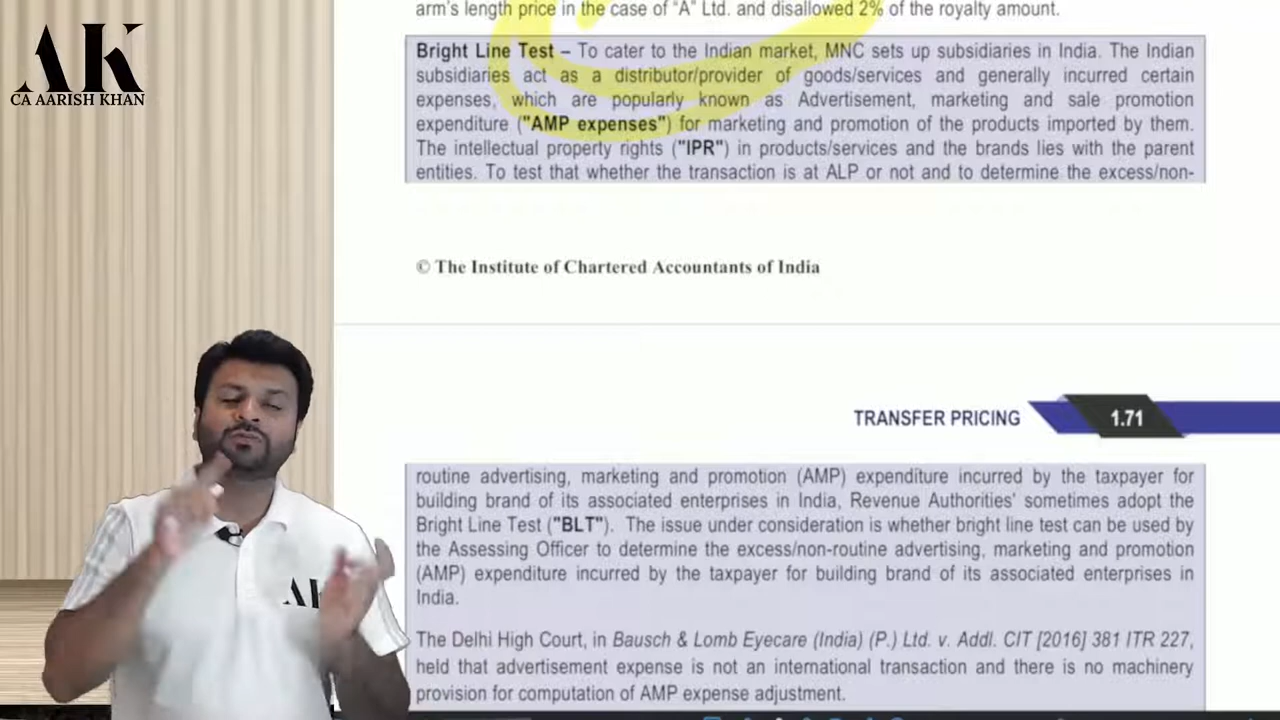 AK
CA AARISH KHAN
arm's length price in the case of "A" Ltd. and disallowed 2% of the royalty amount.
Bright Line Test – To cater to the Indian market, MNC sets up subsidiaries in India. The Indian
subsidiaries act as a distributor/provider of goods/services and generally incurred certain
expenses, which are popularly known as Advertisement, marketing and sale promotion
expenditure ("AMP expenses") for marketing and promotion of the products imported by them.
The intellectual property rights ("IPR") in products/services and the brands lies with the parent
entities. To test that whether the transaction is at ALP or not and to determine the excess/non-
© The Institute of Chartered Accountants of India
TRANSFER PRICING 1.71
routine advertising, marketing and promotion (AMP) expenditure incurred by the taxpayer for
building brand of its associated enterprises in India, Revenue Authorities' sometimes adopt the
Bright Line Test ("BLT"). The issue under consideration is whether bright line test can be used by
the Assessing Officer to determine the excess/non-routine advertising, marketing and promotion
(AMP) expenditure incurred by the taxpayer for building brand of its associated enterprises in
India.
The Delhi High Court, in Bausch & Lomb Eyecare (India) (P.) Ltd. v. Addl. CIT [2016] 381 ITR 227,
held that advertisement expense is not an international transaction and there is no machinery
provision for computation of AMP expense adjustment.
AK